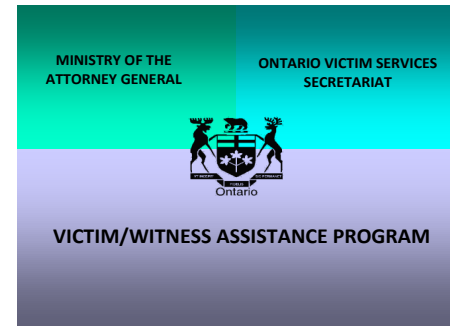 MINISTRY OF THE
ATTORNEY GENERAL
ONTARIO VICTIM SERVICES
SECRETARIAT
Ontario
VICTIM/WITNESS ASSISTANCE PROGRAM